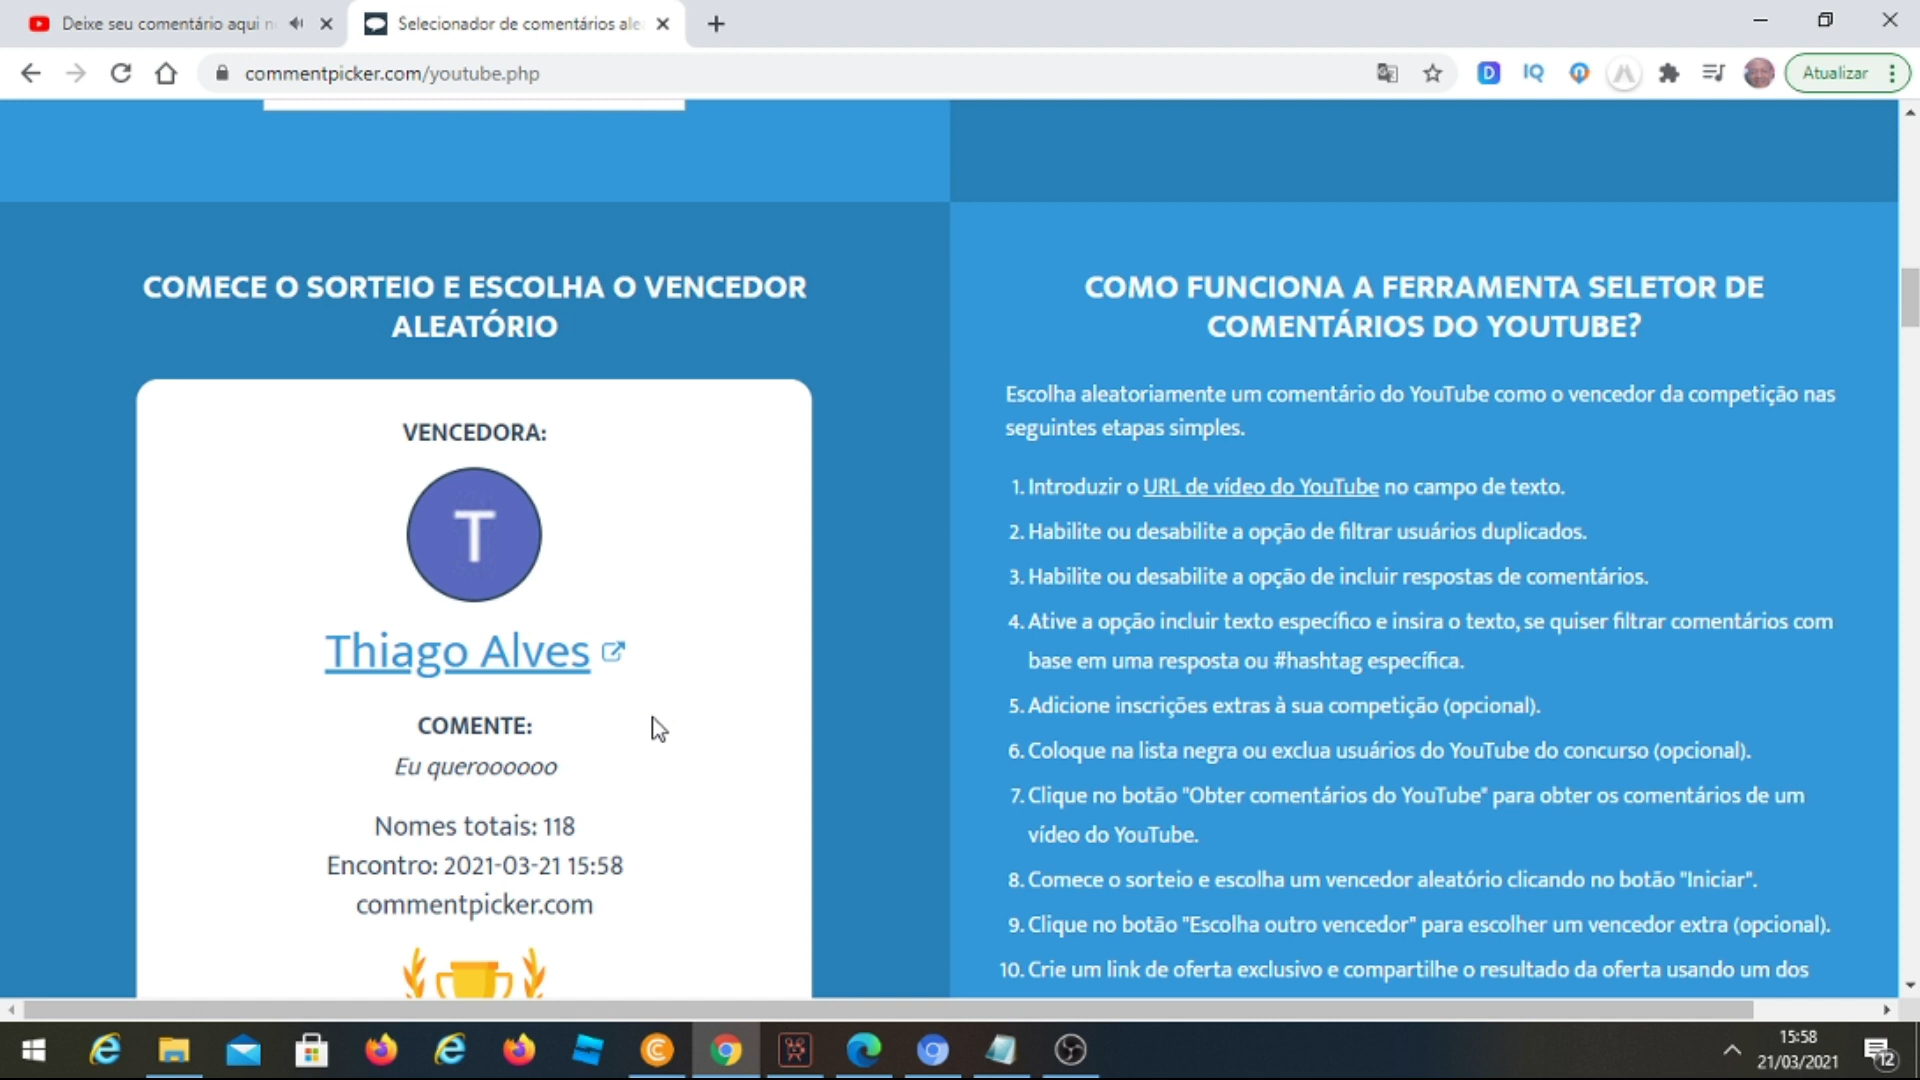 Deixe seu comentário aqui n
Selecionador de comentários ale
commentpicker.com/youtube.php
D
IQ
Atualizar
COMECE O SORTEIO E ESCOLHA O VENCEDOR
ALEATÓRIO
VENCEDORA:
T
Thiago Alves
COMENTE:
Eu queroooooo
Nomes totais: 118
Encontro: 2021-03-21 15:58
commentpicker.com
COMO FUNCIONA A FERRAMENTA SELETOR DE
COMENTÁRIOS DO YOUTUBE?
Escolha aleatoriamente um comentário do YouTube como o vencedor da competição nas
seguintes etapas simples.
1. Introduzir o URL de vídeo do YouTube no campo de texto.
2. Habilite ou desabilite a opção de filtrar usuários duplicados.
3. Habilite ou desabilite a opção de incluir respostas de comentários.
4. Ative a opção incluir texto específico e insira o texto, se quiser filtrar comentários com
base em uma resposta ou #hashtag específica.
5. Adicione inscrições extras à sua competição (opcional).
6. Coloque na lista negra ou exclua usuários do YouTube do concurso (opcional).
7. Clique no botão "Obter comentários do YouTube" para obter os comentários de um
vídeo do YouTube.
8. Comece o sorteio e escolha um vencedor aleatório clicando no botão "Iniciar".
9. Clique no botão "Escolha outro vencedor" para escolher um vencedor extra (opcional).
10. Crie um link de oferta exclusivo e compartilhe o resultado da oferta usando um dos
15:58
21/03/2021
12